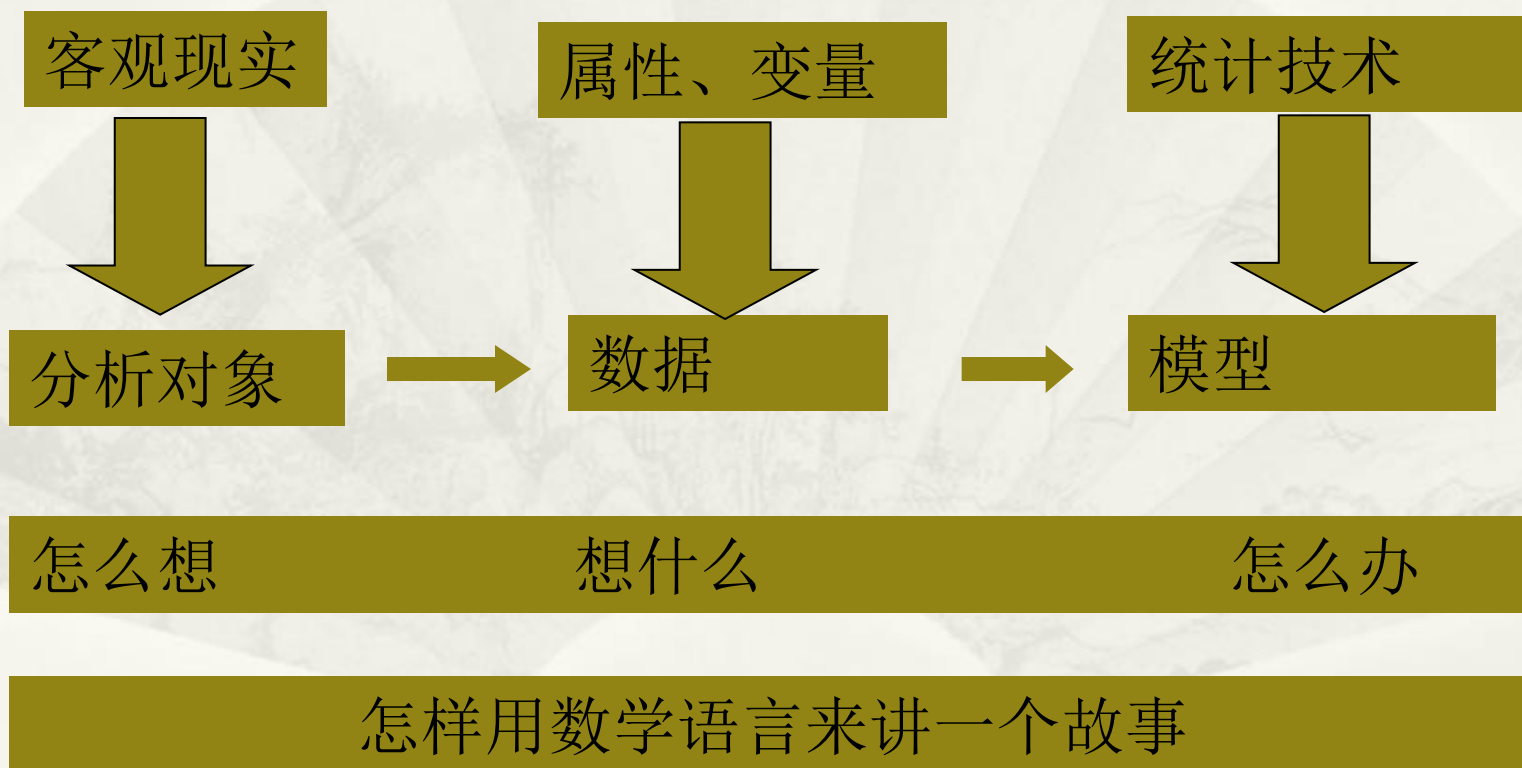 客观现实
属性、变量
统计技术
分析对象
数据
模型
怎么想
想什么
怎么办
怎样用数学语言来讲一个故事